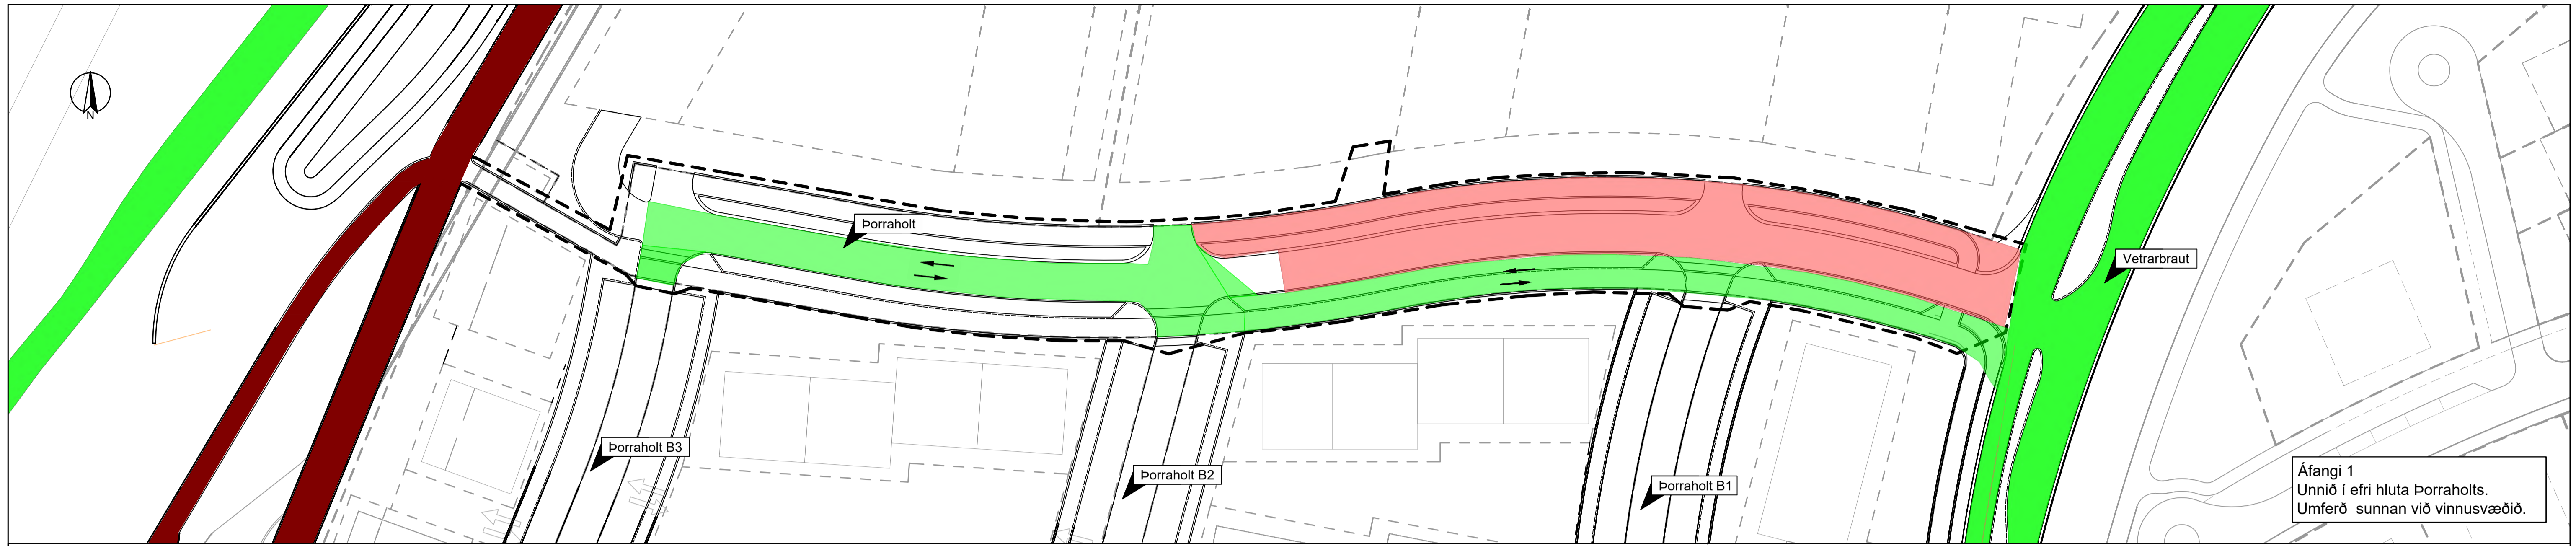 N
Þorraholt
Vetrarbraut
Þorraholt B3
Þorraholt B2
Þorraholt B1
Áfangi 1
Unnið í efri hluta Þorraholts.
Umferð sunnan við vinnusvæðið.